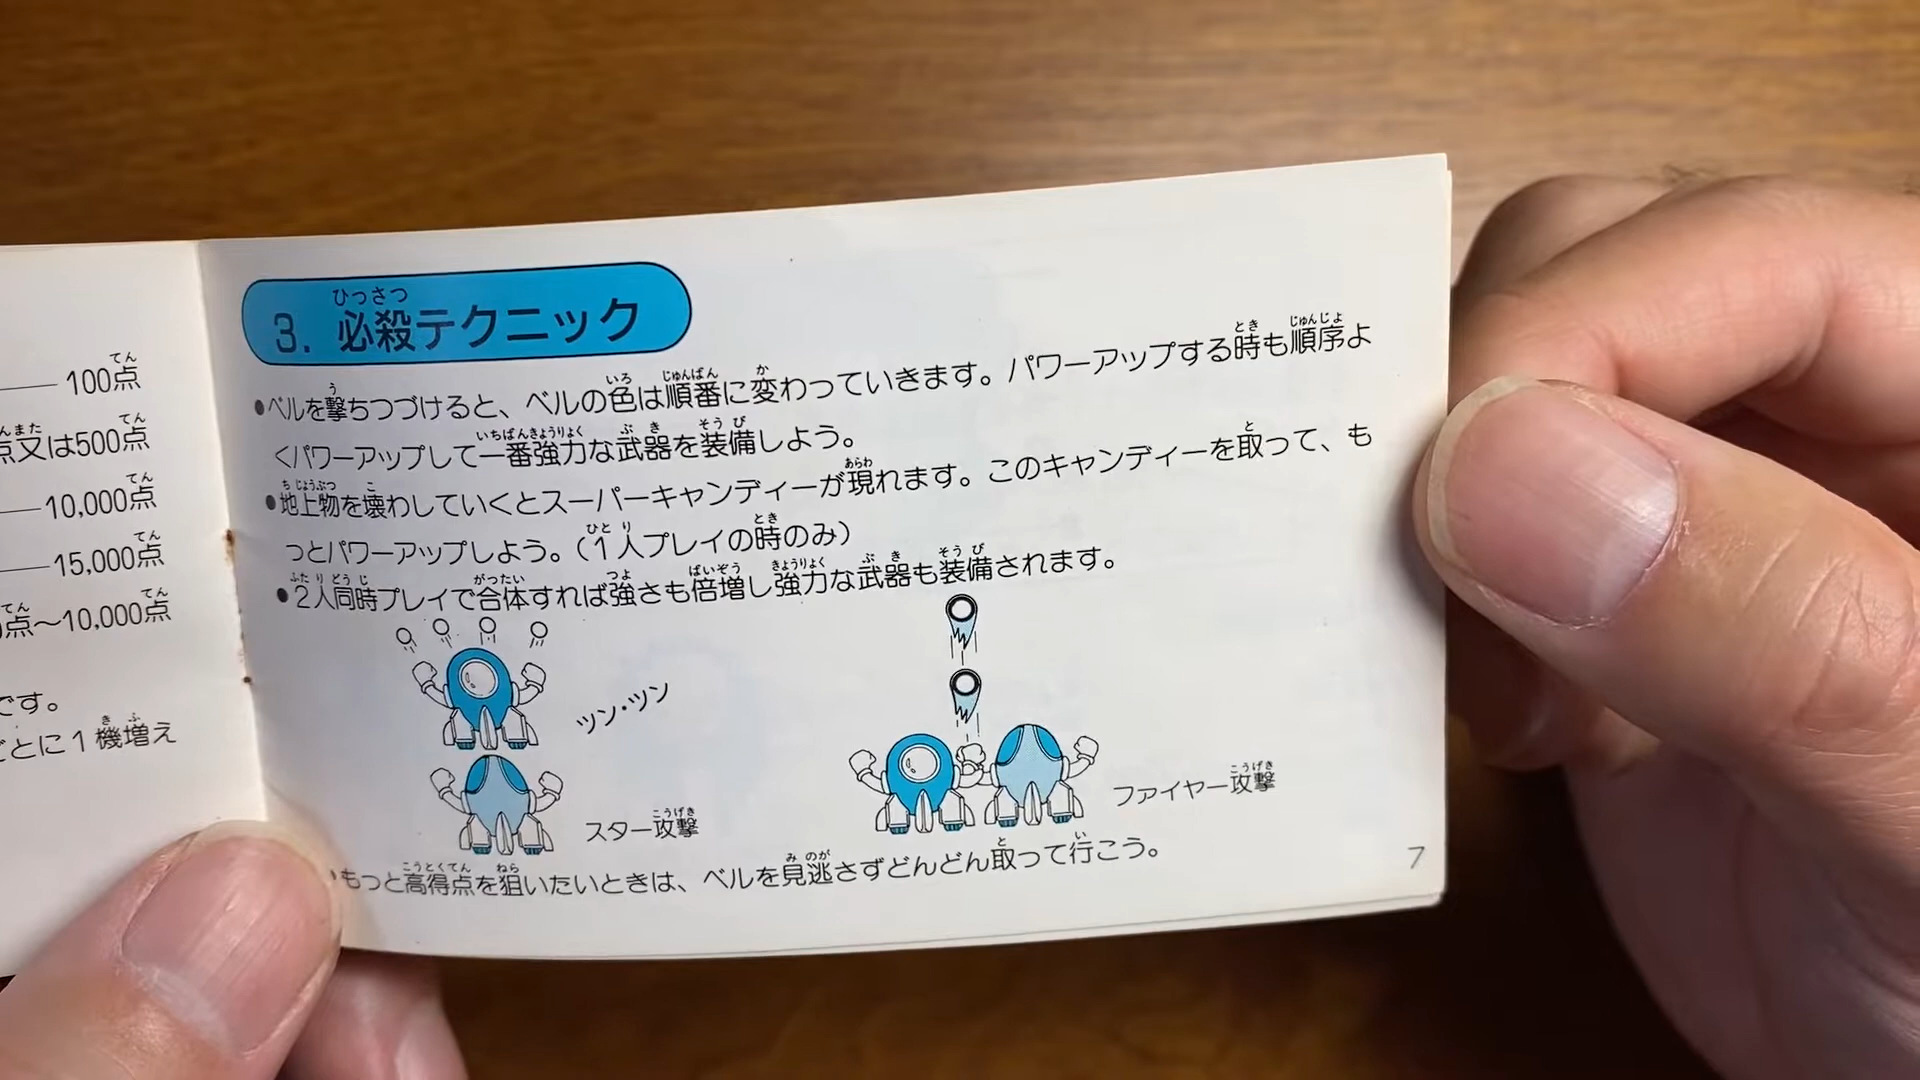 100点
点又は500点
10,000点
15,000点
点～10,000点
です。
ごとに1機増え
3. 必殺テクニック
●ベルを撃ちつづけると、ベルの色は順番に変わっていきます。パワーアップする時も順序よ
くパワーアップして一番強力な武器を装備しよう。
●地上物を壊わしていくとスーパーキャンディーが現れます。このキャンディーを取って、も
っとパワーアップしよう。(1人プレイの時のみ)
●2人同時プレイで合体すれば強さも倍増し強力な武器も装備されます。
ツン・ツン
スター攻撃
ファイヤー攻撃
もっと高得点を狙いたいときは、ベルを見逃さずどんどん取って行こう。
7